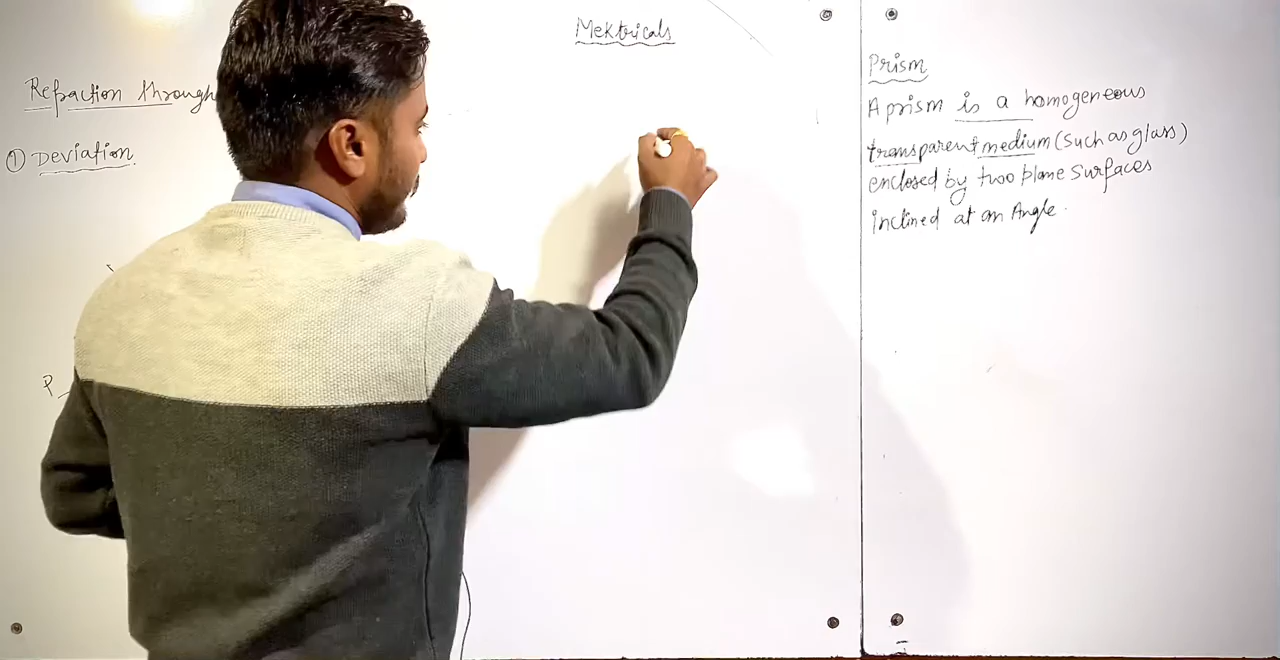 Mektricals
Refraction through
① Deviation
P
Prism
A prism is a homogeneous
transparent medium (such as glass)
enclosed by two plane surfaces
inclined at an Angle.